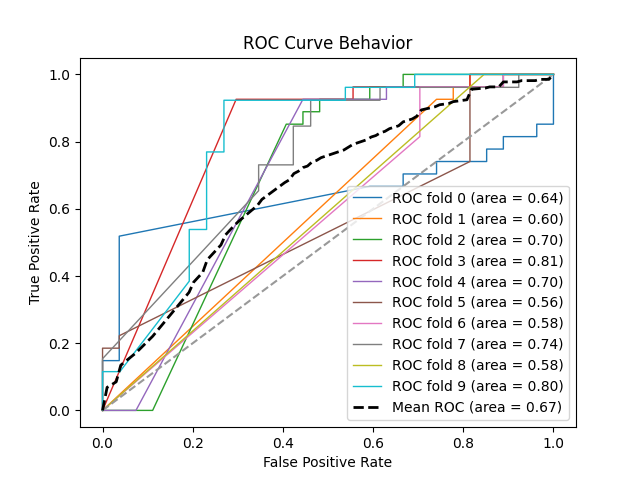 ROC Curve Behavior
True Positive Rate
1.0
0.8
0.6
0.4
0.2
0.0
ROC fold 0 (area = 0.64)
ROC fold 1 (area = 0.60)
ROC fold 2 (area = 0.70)
ROC fold 3 (area = 0.81)
ROC fold 4 (area = 0.70)
ROC fold 5 (area = 0.56)
ROC fold 6 (area = 0.58)
ROC fold 7 (area = 0.74)
ROC fold 8 (area = 0.58)
ROC fold 9 (area = 0.80)
Mean ROC (area = 0.67)
0.0 0.2 0.4 0.6 0.8 1.0
False Positive Rate